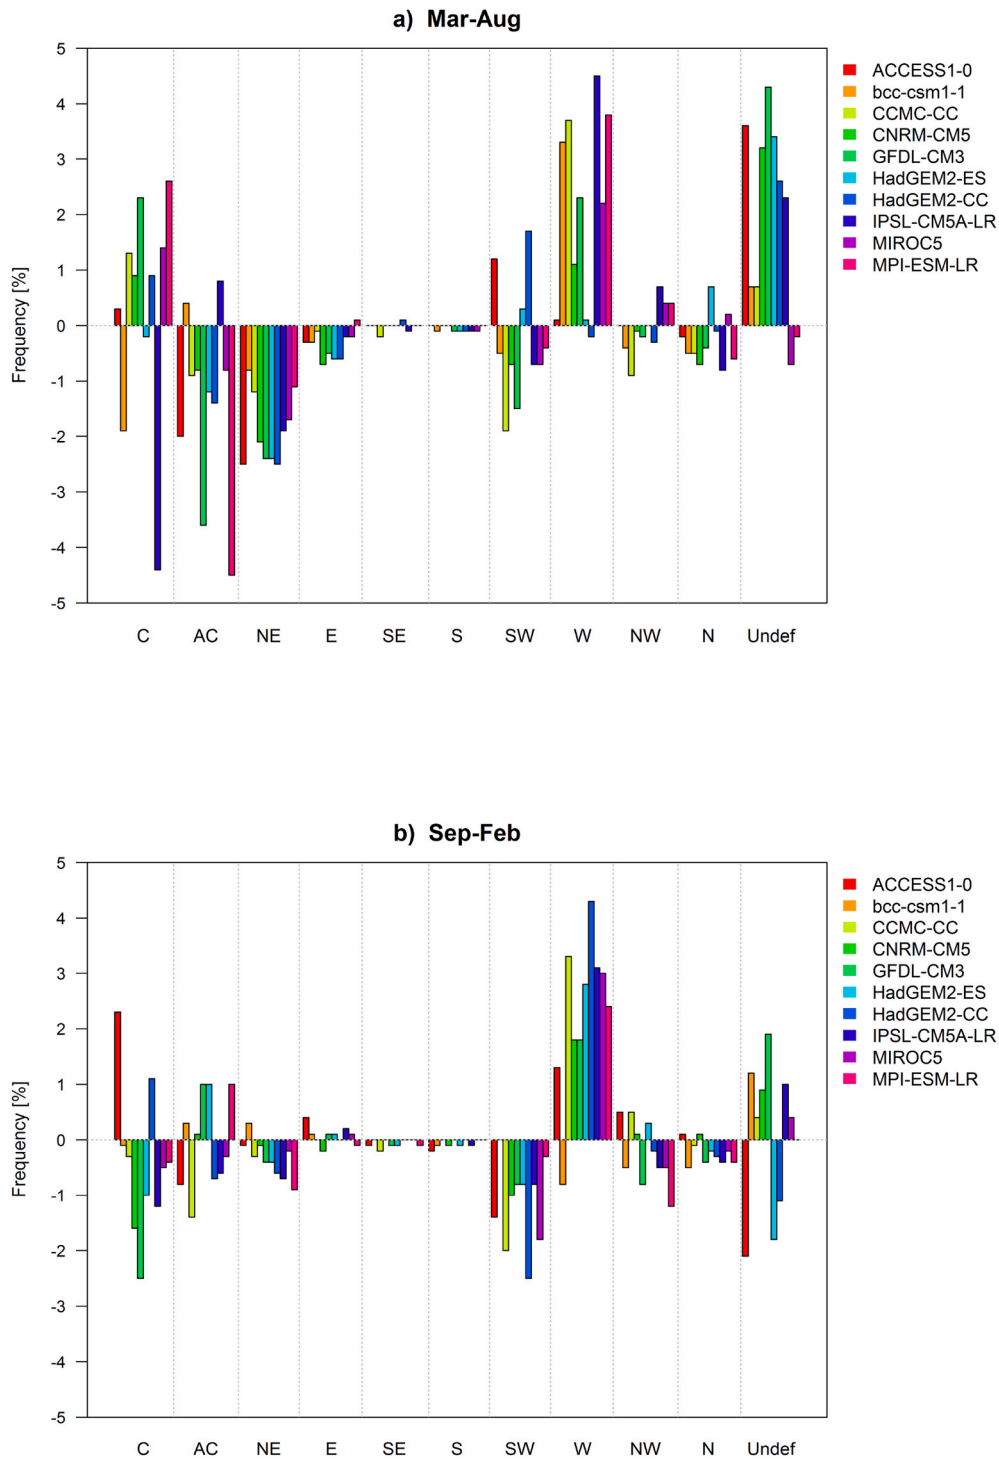 a)  Mar-Aug
5
4
3
2
1
0
-1
-2
-3
-4
-5
Frequency [%]
C AC NE E SE S SW W NW N Undef
ACCESS1-0
bcc-csm1-1
CCMC-CC
CNRM-CM5
GFDL-CM3
HadGEM2-ES
HadGEM2-CC
IPSL-CM5A-LR
MIROC5
MPI-ESM-LR
b)  Sep-Feb
5
4
3
2
1
0
-1
-2
-3
-4
-5
Frequency [%]
C AC NE E SE S SW W NW N Undef
ACCESS1-0
bcc-csm1-1
CCMC-CC
CNRM-CM5
GFDL-CM3
HadGEM2-ES
HadGEM2-CC
IPSL-CM5A-LR
MIROC5
MPI-ESM-LR